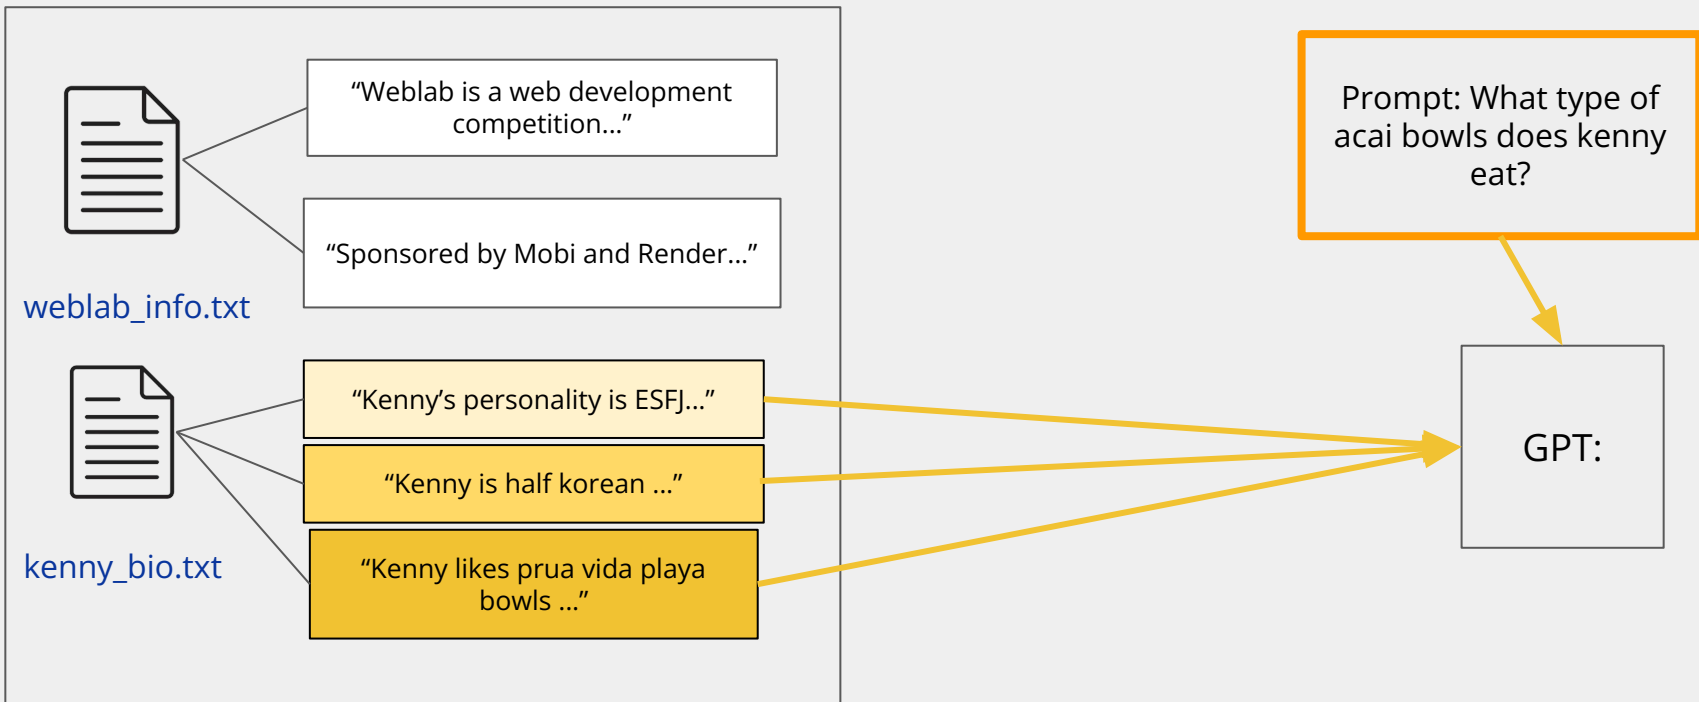 “Weblab is a web development
competition...”
“Sponsored by Mobi and Render...”
weblab_info.txt
“Kenny’s personality is ESFJ...”
“Kenny is half korean ...”
“Kenny likes prua vida playa
bowls ...”
kenny_bio.txt
Prompt: What type of
acai bowls does kenny
eat?
GPT: